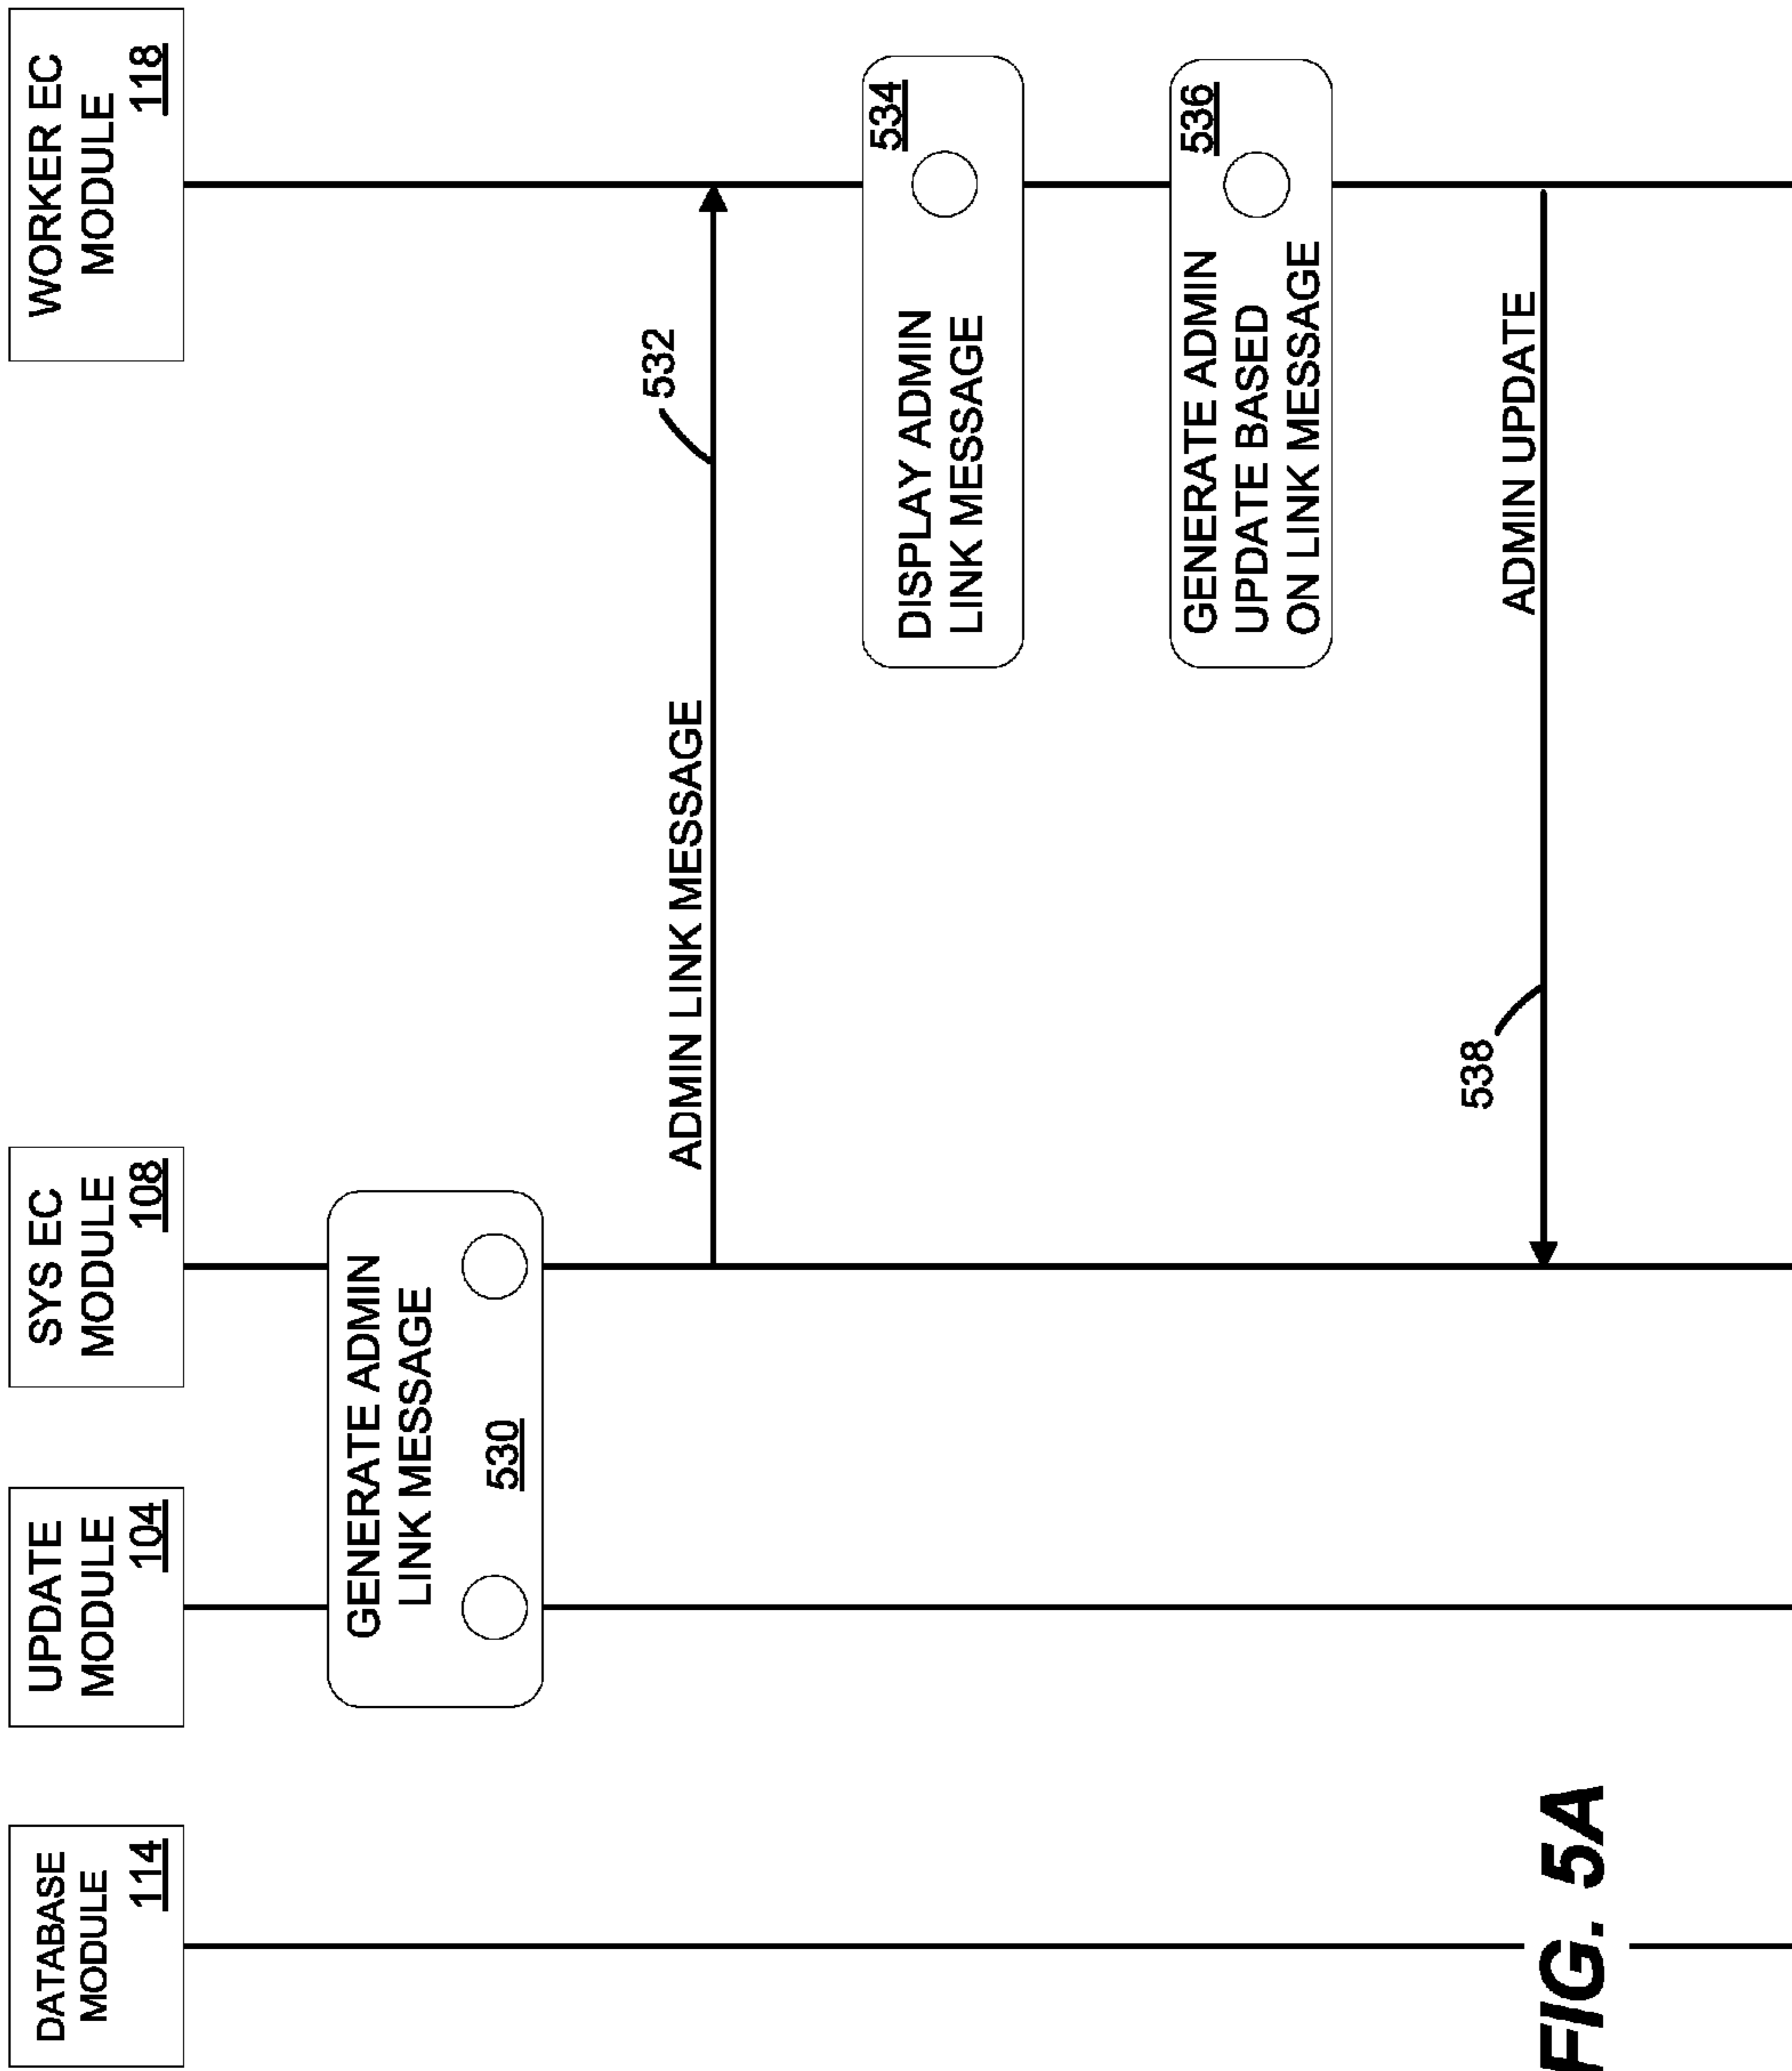 DATABASE
MODULE
114
UPDATE
MODULE
104
SYS EC
MODULE
108
WORKER EC
MODULE
118
GENERATE ADMIN
LINK MESSAGE
530
ADMIN LINK MESSAGE
532
DISPLAY ADMIN
LINK MESSAGE
534
GENERATE ADMIN
UPDATE BASED
ON LINK MESSAGE
536
ADMIN UPDATE
538
FIG. 5A